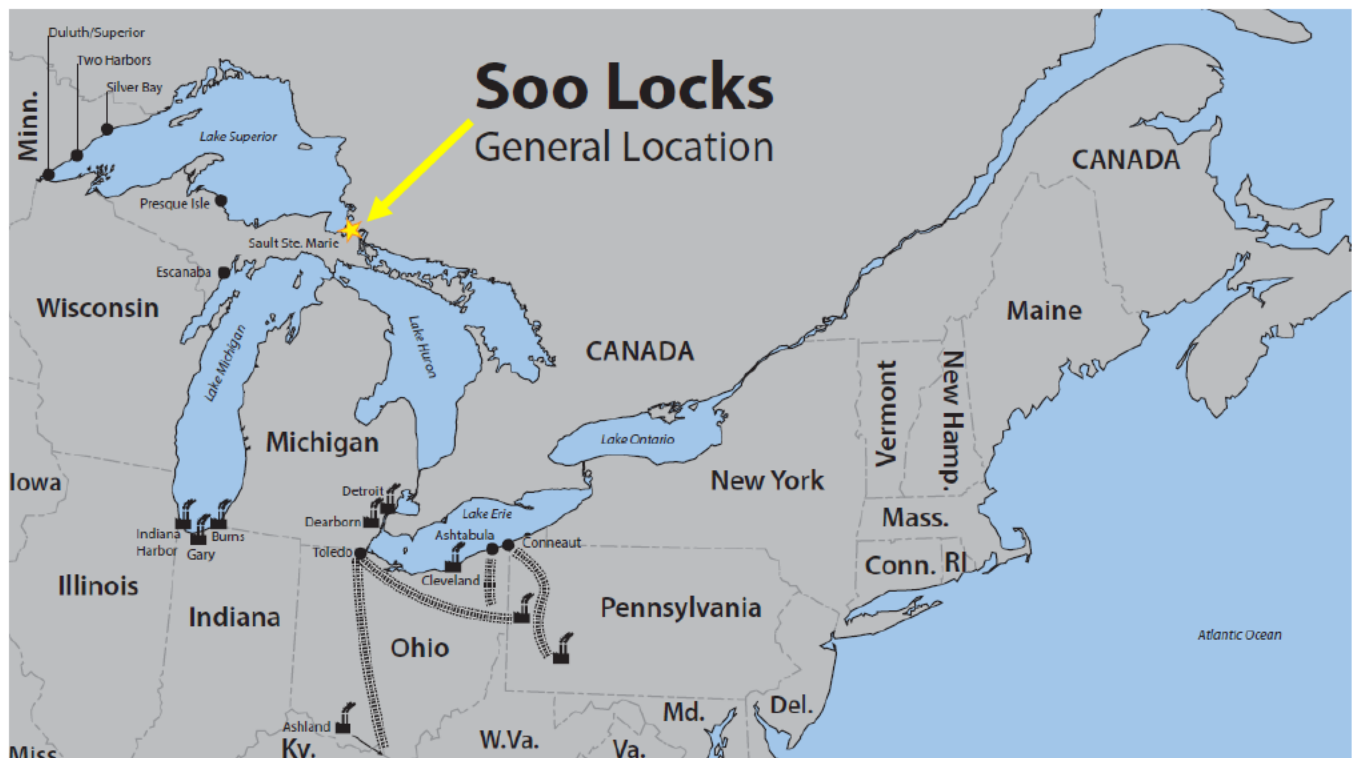 Duluth/Superior
Two Harbors
Silver Bay
Minn.
Lake Superior
Soo Locks
General Location
CANADA
Presque Isle
Sault Ste. Marie
Escanaba
Wisconsin
Lake Michigan
Lake Huron
CANADA
Maine
Michigan
Lake Ontario
Vermont
New Hamp.
Iowa
New York
Detroit
Dearborn
Lake Erie
Mass.
Indiana
Harbor
Burns
Gary
Toledo
Ashtabula
Conneaut
Cleveland
Conn.
RI
Illinois
Indiana
Pennsylvania
Ohio
Atlantic Ocean
Ashland
Ky.
W.Va.
Md.
Del.
Va.
Miss